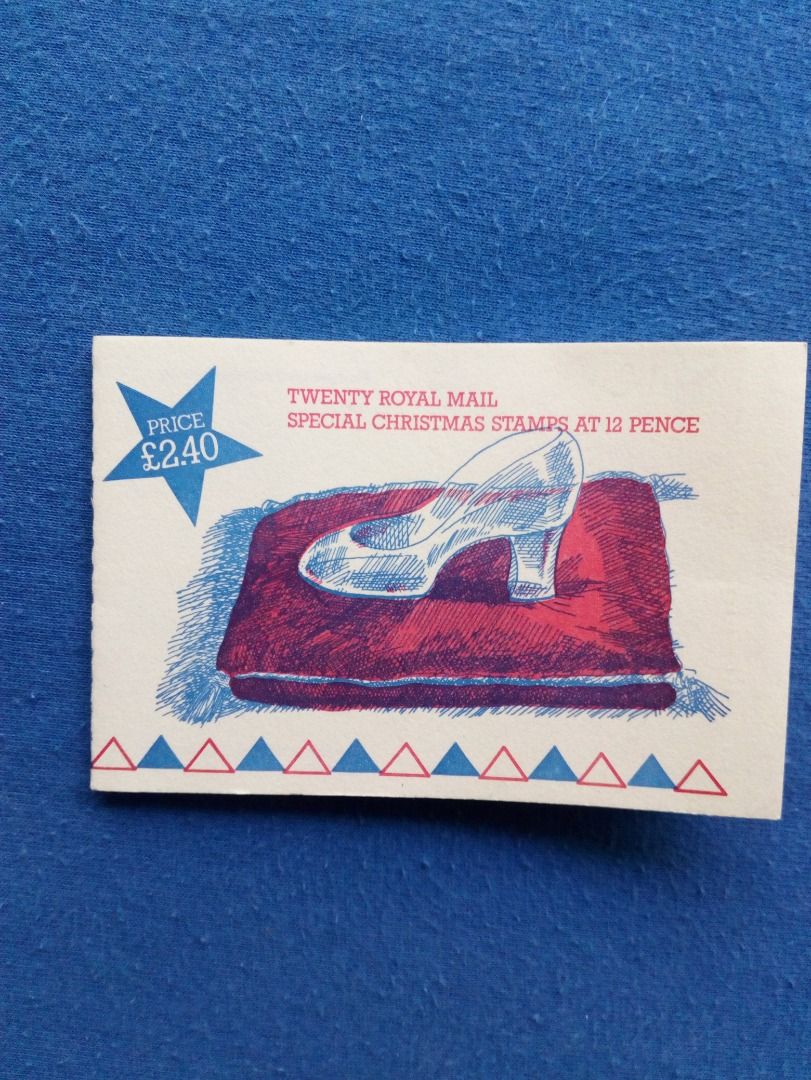 PRICE
£2.40
TWENTY ROYAL MAIL
SPECIAL CHRISTMAS STAMPS AT 12 PENCE